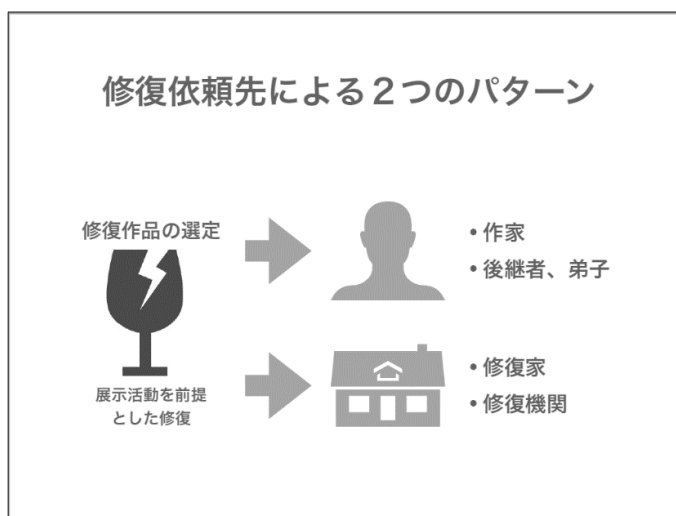 修復依頼先による２つのパターン
修復作品の選定
展示活動を前提
とした修復
• 作家
• 後継者、弟子
• 修復家
• 修復機関